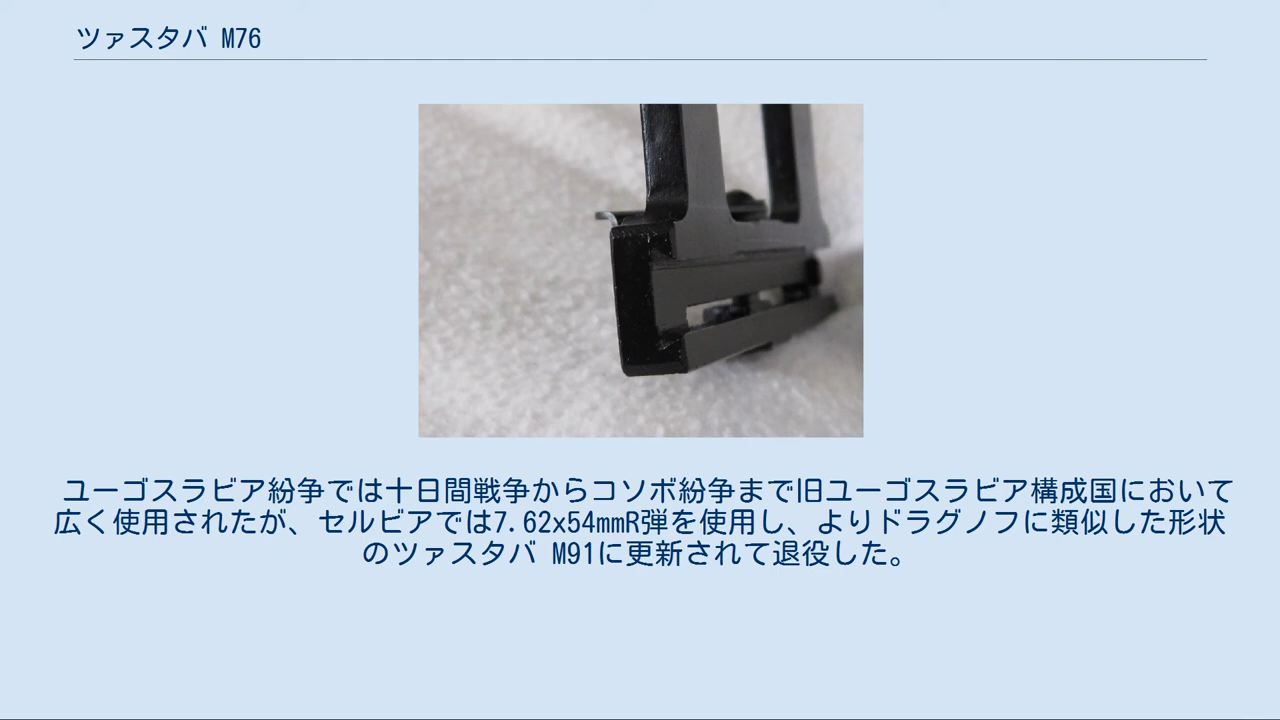 ツァスタバ M76
ユーゴスラビア紛争では十日間戦争からコソボ紛争まで旧ユーゴスラビア構成国において
広く使用されたが、セルビアでは7.62x54mmR弾を使用し、よりドラグノフに類似した形状
のツァスタバ M91に更新されて退役した。